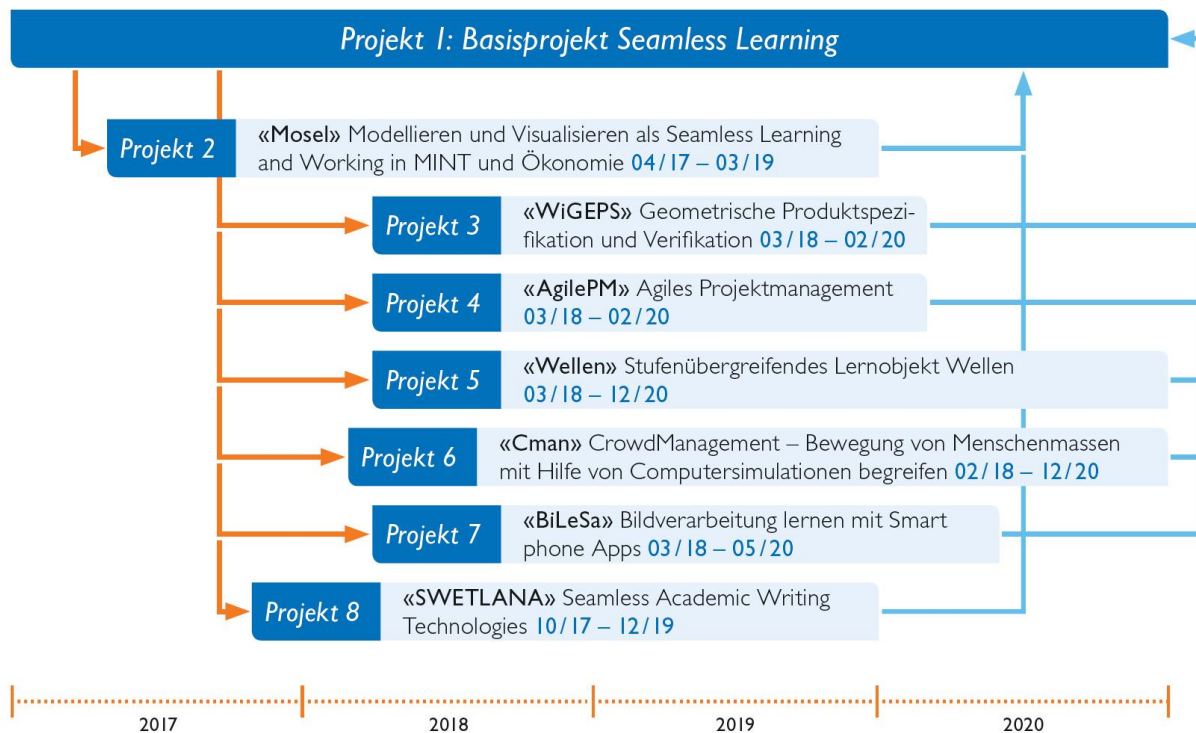 Projekt 1: Basisprojekt Seamless Learning
Projekt 2
«Mosel» Modellieren und Visualisieren als Seamless Learning
and Working in MINT und Ökonomie 04/17 – 03/19
Projekt 3
«WiGEPS» Geometrische Produktspezi-
fikation und Verifikation 03/18 – 02/20
Projekt 4
«AgilePM» Agiles Projektmanagement
03/18 – 02/20
Projekt 5
«Wellen» Stufenübergreifendes Lernobjekt Wellen
03/18 – 12/20
Projekt 6
«Cman» CrowdManagement – Bewegung von Menschenmassen
mit Hilfe von Computersimulationen begreifen 02/18 – 12/20
Projekt 7
«BiLeSa» Bildverarbeitung lernen mit Smart
phone Apps 03/18 – 05/20
Projekt 8
«SWETLANA» Seamless Academic Writing
Technologies 10/17 – 12/19
2017 2018 2019 2020